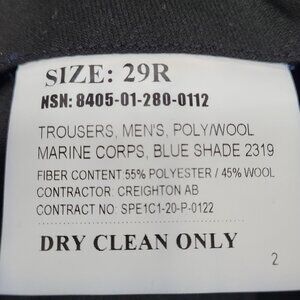 SIZE: 29R
NSN: 8405-01-280-0112
TROUSERS, MEN'S, POLY/WOOL
MARINE CORPS, BLUE SHADE 2319
FIBER CONTENT:55% POLYESTER / 45% WOOL
CONTRACTOR: CREIGHTON AB
CONTRACT NO: SPE1C1-20-P-0122
DRY CLEAN ONLY
2